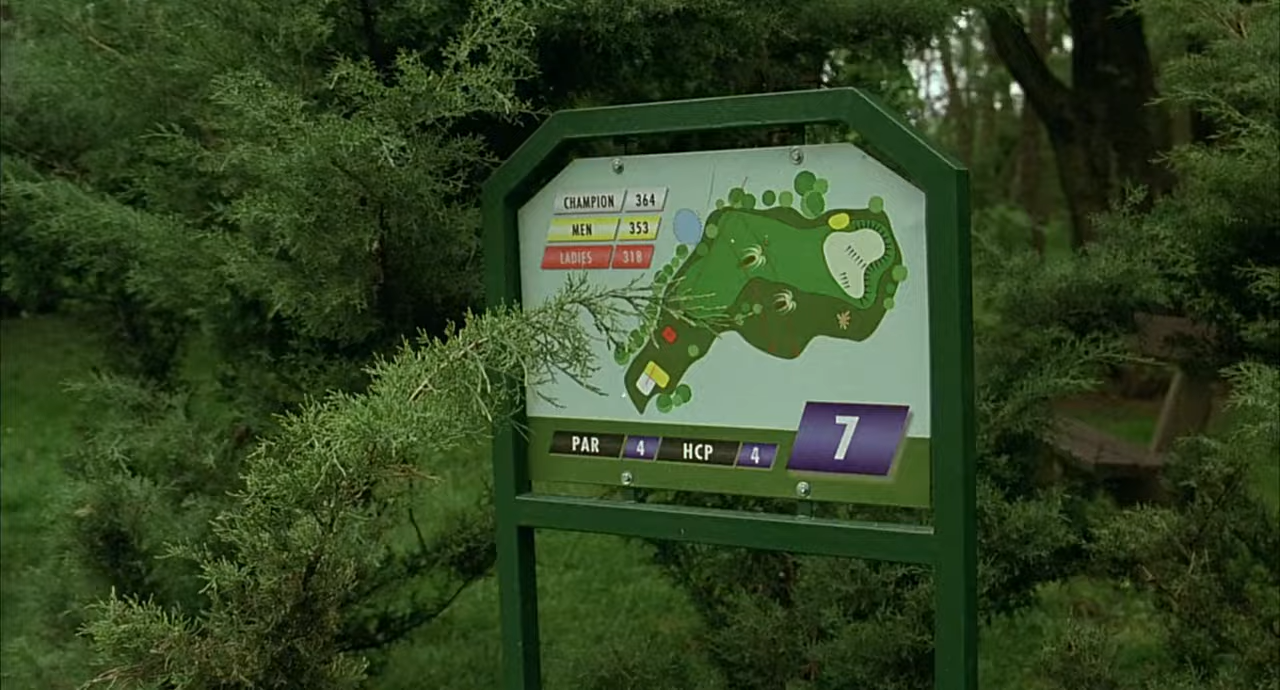 CHAMPION 364
MEN 353
LADIES 318
PAR 4 HCP 4
7